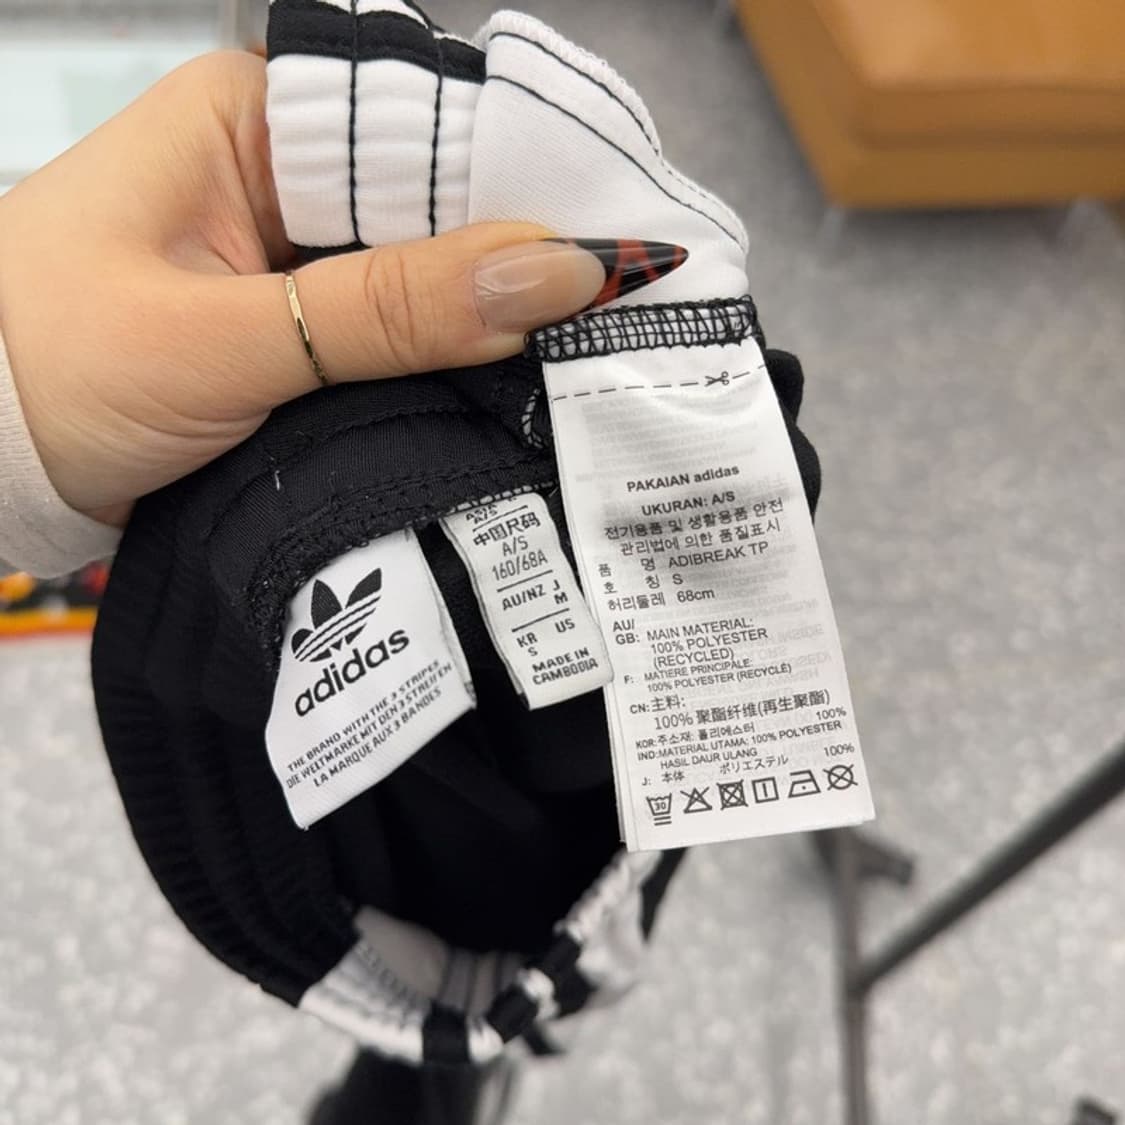 adidas
THE BRAND WITH THE 3 STRIPES
DIE WELTMARKE MIT DEN 3 STREIFEN
LA MARQUE AUX 3 BANDES
A/S
中国尺码
A/S
160/68A
AU/NZ J
M
KR US
S
MADE IN
CAMBODIA
PAKAIAN adidas
UKURAN: A/S
전기용품 및 생활용품 안전
관리법에 의한 품질표시
품 명 ADIBREAK TP
호 칭 S
허리둘레 68cm
AU/
GB: MAIN MATERIAL:
100% POLYESTER
(RECYCLED)
F: MATIERE PRINCIPALE:
100% POLYESTER (RECYCLÉ)
CN: 主料:
100% 聚酯纤维(再生聚酯)
KOR: 주소재: 폴리에스터 100%
IND: MATERIAL UTAMA: 100% POLYESTER
HASIL DAUR ULANG
J: 本体 ポリエステル 100%
30